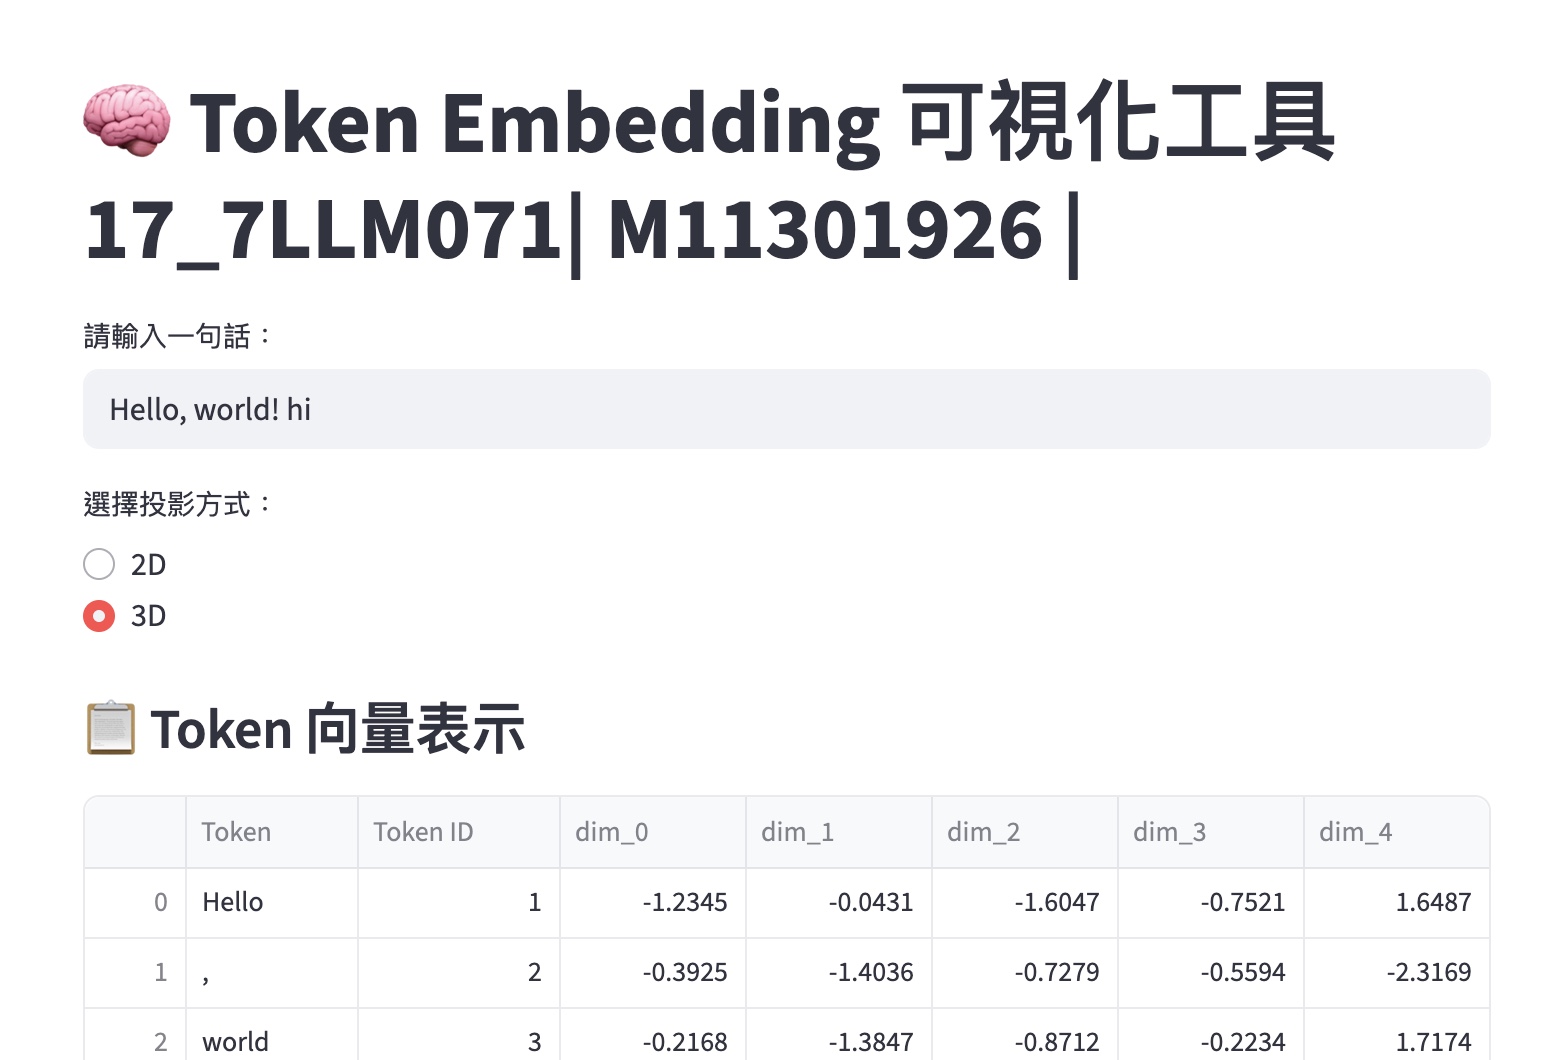 Token Embedding 可視化工具
17_7LLM071| M11301926 |
請輸入一句話：
Hello, world! hi
選擇投影方式：
2D
3D
Token 向量表示
Token Token ID dim_0 dim_1 dim_2 dim_3 dim_4
0 Hello 1 -1.2345 -0.0431 -1.6047 -0.7521 1.6487
1 , 2 -0.3925 -1.4036 -0.7279 -0.5594 -2.3169
2 world 3 -0.2168 -1.3847 -0.8712 -0.2234 1.7174